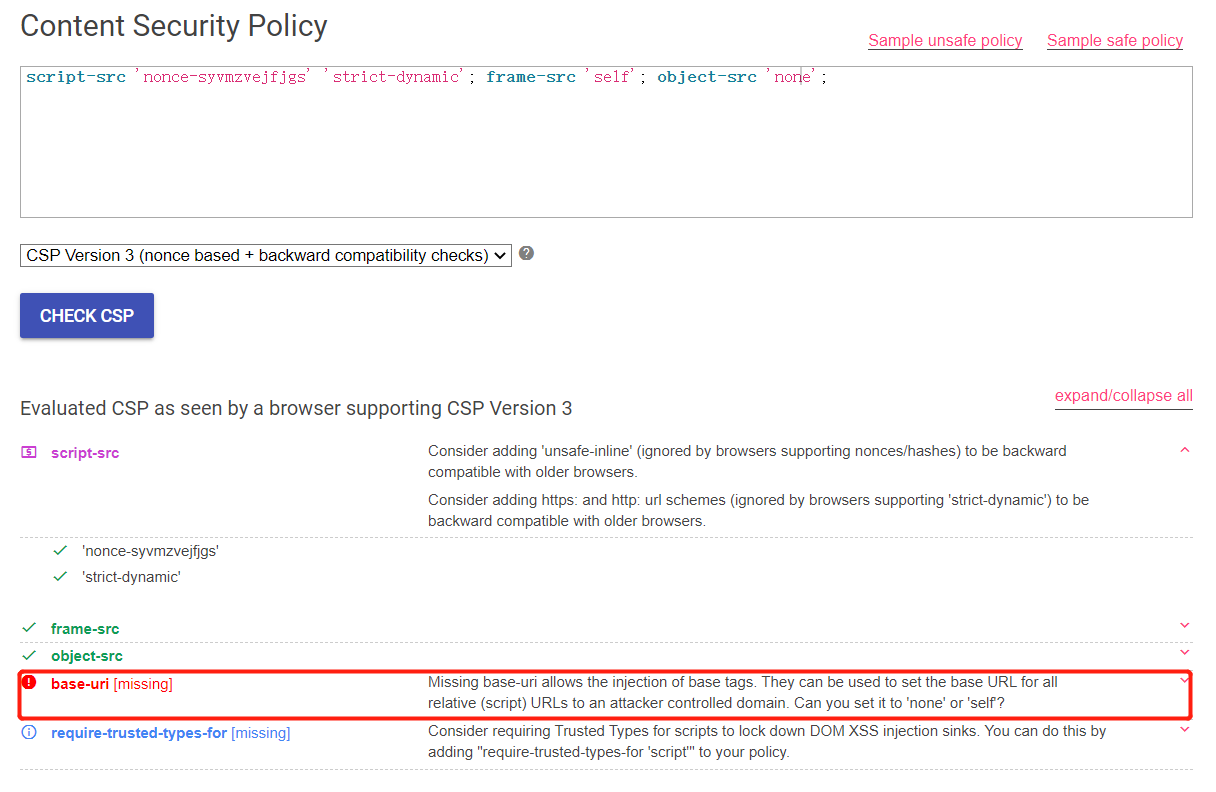 Content Security Policy
Sample unsafe policy Sample safe policy
script-src 'nonce-syvmzvejfjgs' 'strict-dynamic'; frame-src 'self'; object-src 'none';
CSP Version 3 (nonce based + backward compatibility checks)
?
CHECK CSP
expand/collapse all
Evaluated CSP as seen by a browser supporting CSP Version 3
script-src
Consider adding 'unsafe-inline' (ignored by browsers supporting nonces/hashes) to be backward
compatible with older browsers.
Consider adding https: and http: url schemes (ignored by browsers supporting 'strict-dynamic') to be
backward compatible with older browsers.
'nonce-syvmzvejfjgs'
'strict-dynamic'
frame-src
object-src
base-uri [missing]
Missing base-uri allows the injection of base tags. They can be used to set the base URL for all
relative (script) URLs to an attacker controlled domain. Can you set it to 'none' or 'self'?
require-trusted-types-for [missing]
Consider requiring Trusted Types for scripts to lock down DOM XSS injection sinks. You can do this by
adding "require-trusted-types-for 'script'" to your policy.